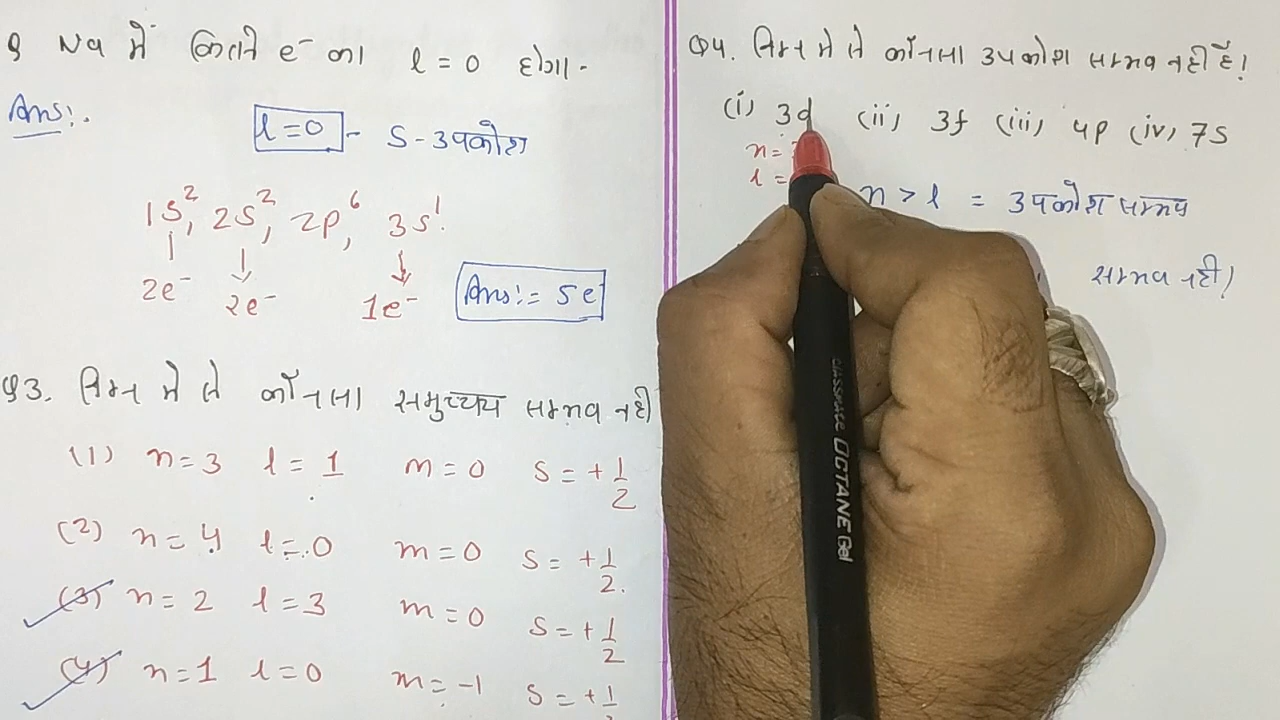 Q Na में कितने e⁻ का l = 0 होगा -
Ans:.
l = 0 - S - उपकोश
1s², 2s², 2p⁶, 3s¹.
2e⁻ 2e⁻ 1e⁻
Ans:= 5e⁻
Q3. निम्न मे से कॉनसा समुच्चय सम्भव नही
(1) n = 3 l = 1 m = 0 s = +1/2
(2) n = 4 l = 0 m = 0 s = +1/2.
(3) n = 2 l = 3 m = 0 s = +1/2
(4) n = 1 l = 0 m = -1 s = +1/2
Q4. निम्न मे से कॉनसा उपकोश सम्भव नही है।
(i) 3d (ii) 3f (iii) 4p (iv) 7s
n =
l =
n > l = उपकोश सम्भव
सम्भव नही।
CLASSMATE OCTANE Gel